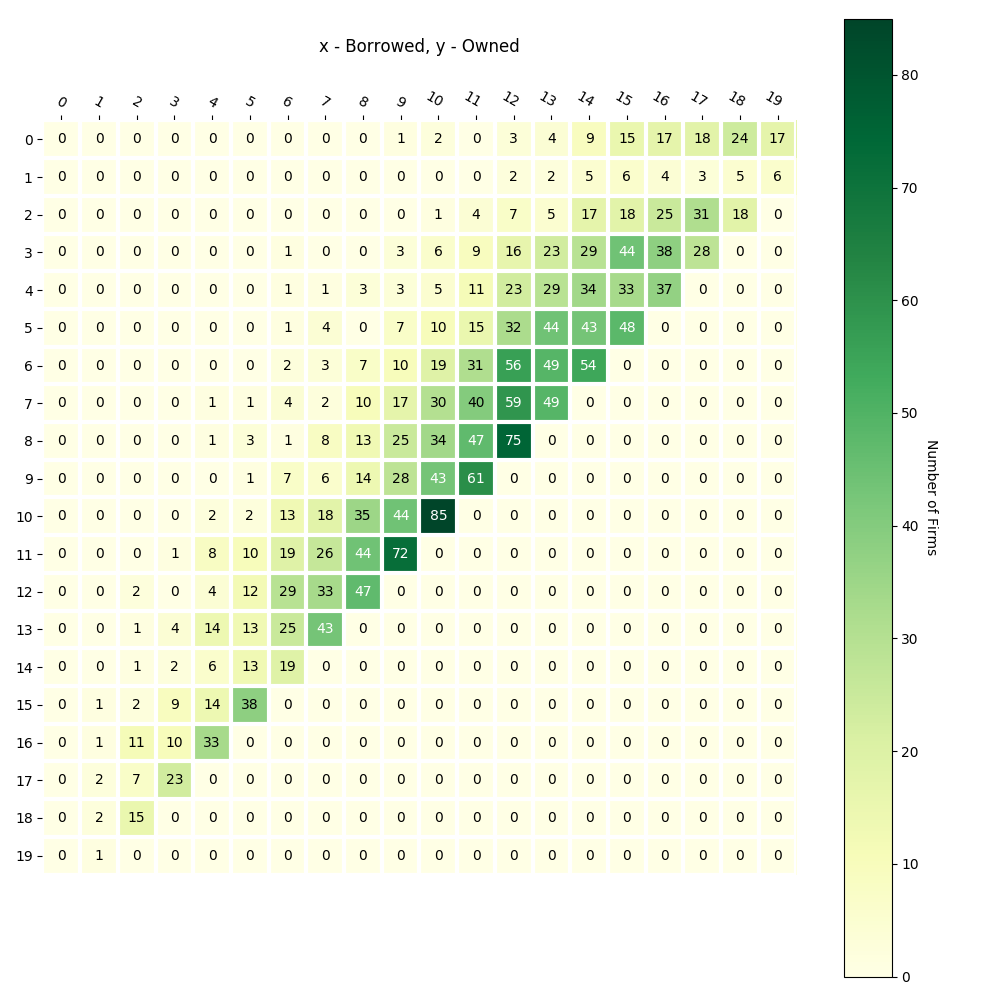 x - Borrowed, y - Owned
0 1 2 3 4 5 6 7 8 9 10 11 12 13 14 15 16 17 18 19
0 0 0 0 0 0 0 0 0 0 1 2 0 3 4 9 15 17 18 24 17
1 0 0 0 0 0 0 0 0 0 0 0 0 2 2 5 6 4 3 5 6
2 0 0 0 0 0 0 0 0 0 0 1 4 7 5 17 18 25 31 18 0
3 0 0 0 0 0 0 1 0 0 3 6 9 16 23 29 44 38 28 0 0
4 0 0 0 0 0 0 1 1 3 3 5 11 23 29 34 33 37 0 0 0
5 0 0 0 0 0 0 1 4 0 7 10 15 32 44 43 48 0 0 0 0
6 0 0 0 0 0 0 2 3 7 10 19 31 56 49 54 0 0 0 0 0
7 0 0 0 0 1 1 4 2 10 17 30 40 59 49 0 0 0 0 0 0
8 0 0 0 0 1 3 1 8 13 25 34 47 75 0 0 0 0 0 0 0
9 0 0 0 0 0 1 7 6 14 28 43 61 0 0 0 0 0 0 0 0
10 0 0 0 0 2 2 13 18 35 44 85 0 0 0 0 0 0 0 0 0
11 0 0 0 1 8 10 19 26 44 72 0 0 0 0 0 0 0 0 0 0
12 0 0 2 0 4 12 29 33 47 0 0 0 0 0 0 0 0 0 0 0
13 0 0 1 4 14 13 25 43 0 0 0 0 0 0 0 0 0 0 0 0
14 0 0 1 2 6 13 19 0 0 0 0 0 0 0 0 0 0 0 0 0
15 0 1 2 9 14 38 0 0 0 0 0 0 0 0 0 0 0 0 0 0
16 0 1 11 10 33 0 0 0 0 0 0 0 0 0 0 0 0 0 0 0
17 0 2 7 23 0 0 0 0 0 0 0 0 0 0 0 0 0 0 0 0
18 0 2 15 0 0 0 0 0 0 0 0 0 0 0 0 0 0 0 0 0
19 0 1 0 0 0 0 0 0 0 0 0 0 0 0 0 0 0 0 0 0
80
70
60
50
40
30
20
10
0
Number of Firms